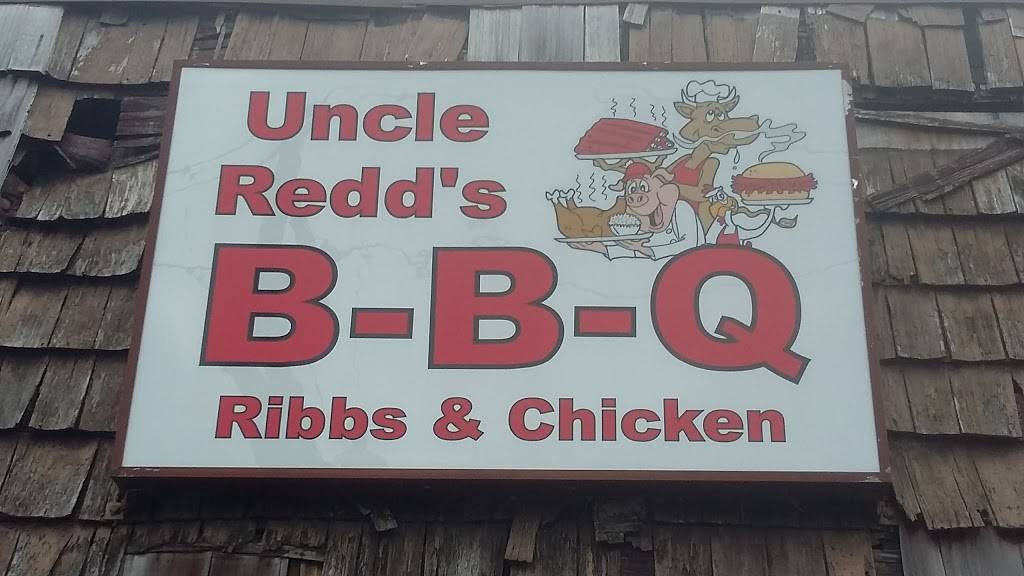 Uncle
Redd's
B-B-Q
Ribbs & Chicken